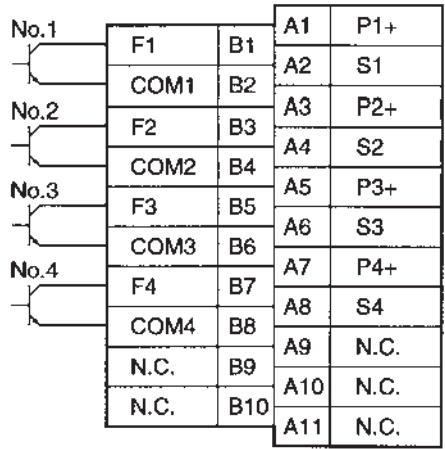 No.1
F1 B1
COM1 B2
No.2
F2 B3
COM2 B4
No.3
F3 B5
COM3 B6
No.4
F4 B7
COM4 B8
N.C. B9
N.C. B10
A1 P1+
A2 S1
A3 P2+
A4 S2
A5 P3+
A6 S3
A7 P4+
A8 S4
A9 N.C.
A10 N.C.
A11 N.C.